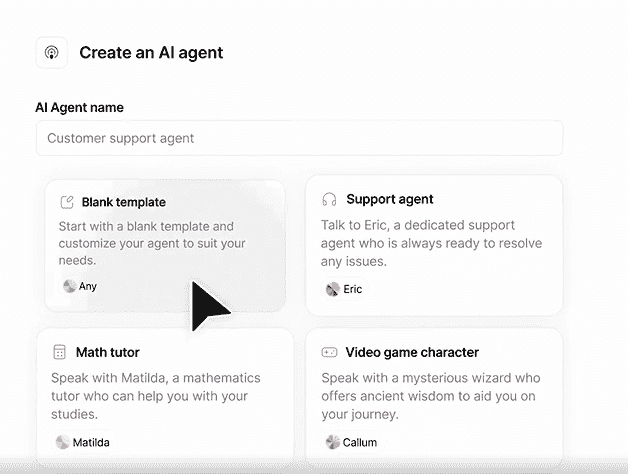 Create an AI agent
AI Agent name
Customer support agent
Blank template
Start with a blank template and
customize your agent to suit your
needs.
Any
Support agent
Talk to Eric, a dedicated support
agent who is always ready to resolve
any issues.
Eric
Math tutor
Speak with Matilda, a mathematics
tutor who can help you with your
studies.
Matilda
Video game character
Speak with a mysterious wizard who
offers ancient wisdom to aid you on
your journey.
Callum